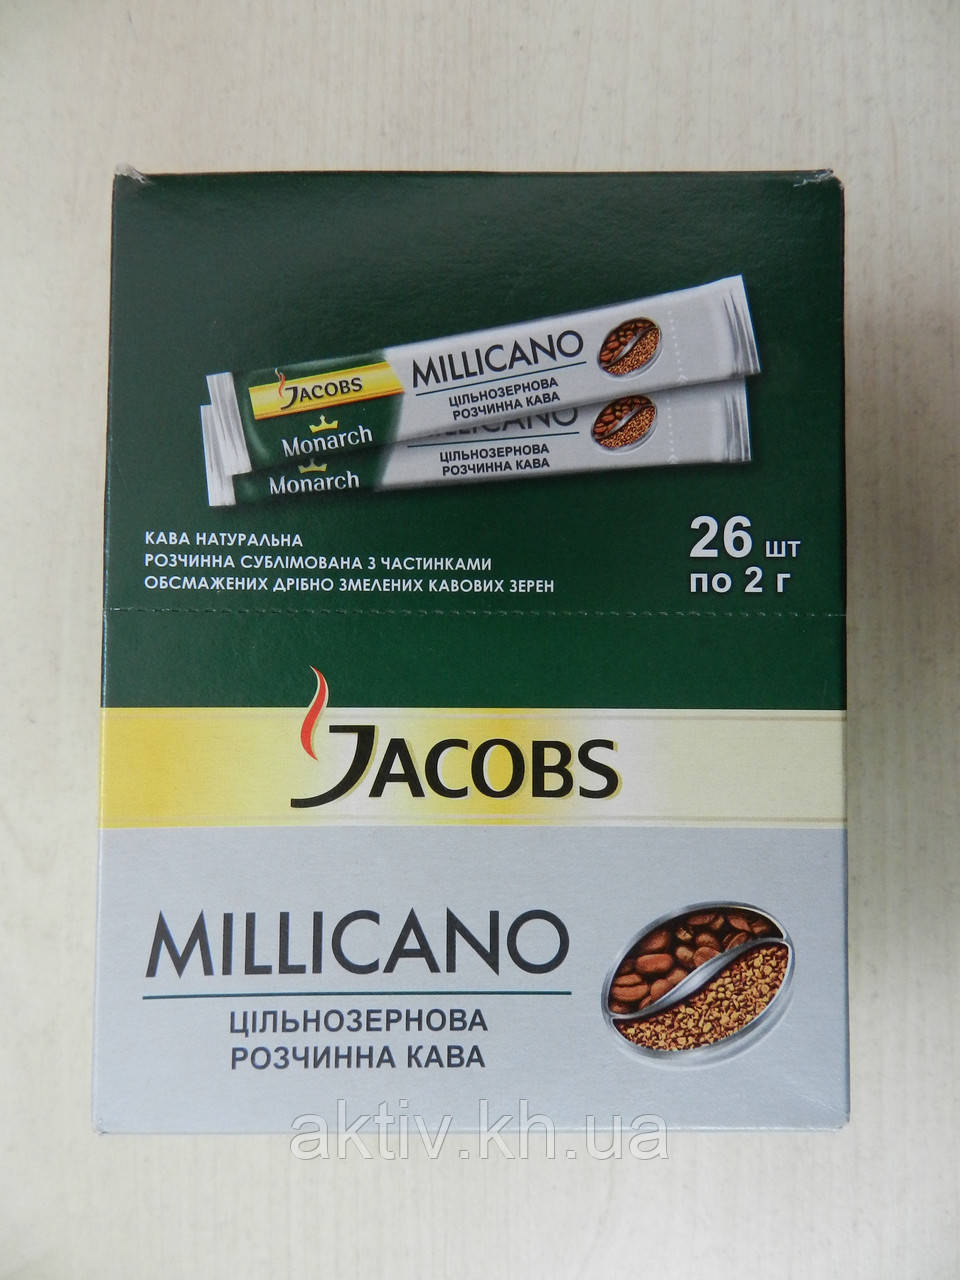 JACOBS
Monarch
MILLICANO
ЦІЛЬНОЗЕРНОВА
РОЗЧИННА КАВА
Monarch
MILLICANO
ЦІЛЬНОЗЕРНОВА
РОЗЧИННА КАВА
КАВА НАТУРАЛЬНА
РОЗЧИННА СУБЛІМОВАНА З ЧАСТИНКАМИ
ОБСМАЖЕНИХ ДРІБНО ЗМЕЛЕНИХ КАВОВИХ ЗЕРЕН
26 шт
по 2 г
JACOBS
MILLICANO
ЦІЛЬНОЗЕРНОВА
РОЗЧИННА КАВА
aktiv.kh.ua